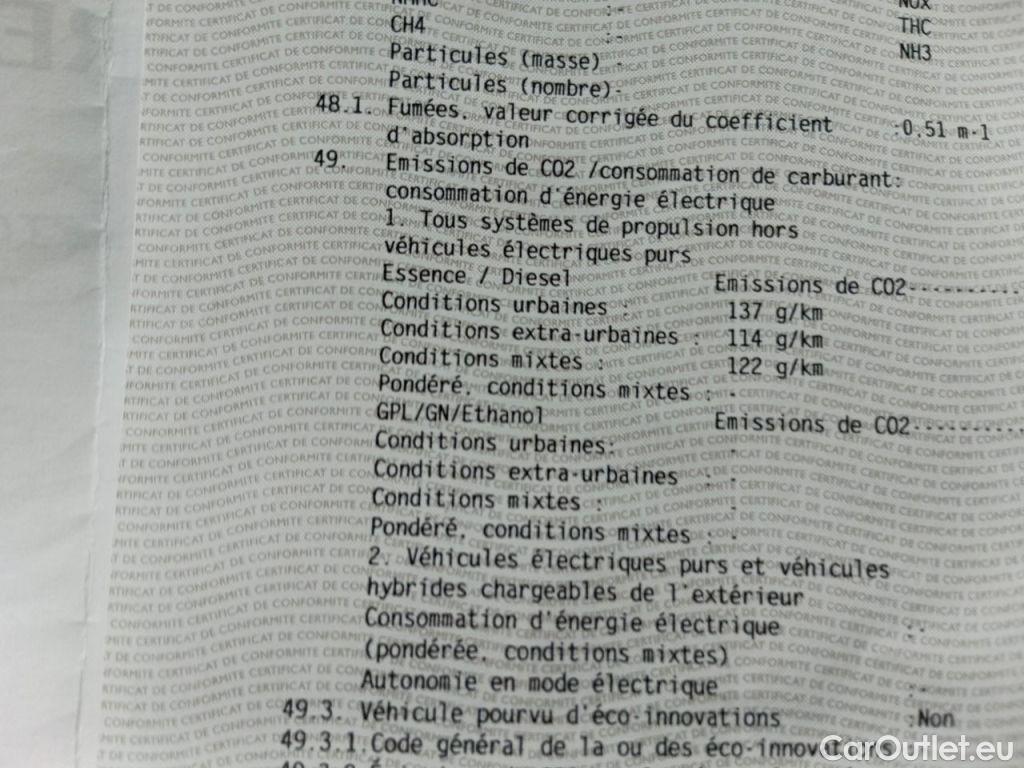 NOX
CH4 :- THC
Particules (masse) - NH3
Particules (nombre)-
48.1. Fumées, valeur corrigée du coefficient :0,51 m-1
d'absorption
49. Emissions de CO2 /consommation de carburant:
consommation d'énergie électrique
1. Tous systèmes de propulsion hors
véhicules électriques purs
Essence / Diesel Emissions de CO2----------
Conditions urbaines : 137 g/km
Conditions extra-urbaines : 114 g/km
Conditions mixtes : 122 g/km
Pondéré, conditions mixtes : -
GPL/GN/Ethanol Emissions de CO2----------
Conditions urbaines: -
Conditions extra-urbaines : -
Conditions mixtes : -
Pondéré, conditions mixtes : -
2. Véhicules électriques purs et véhicules
hybrides chargeables de l'extérieur
Consommation d'énergie électrique :-
(pondérée, conditions mixtes)
Autonomie en mode électrique :-
49.3. Véhicule pourvu d'éco-innovations :Non
49.3.1.Code général de la ou des éco-innovations
CarOutlet.eu